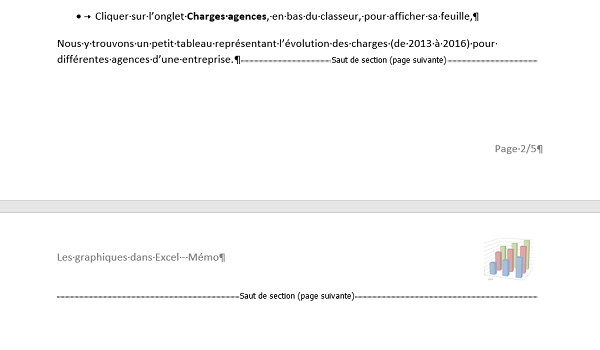 • → Cliquer·sur·l'onglet·Charges·agences,·en·bas·du·classeur,·pour·afficher·sa·feuille,¶
Nous·y·trouvons·un·petit·tableau·représentant·l'évolution·des·charges·(de·2013·à·2016)·pour·
différentes·agences·d'une·entreprise.¶ Saut de section (page suivante)
Page·2/5¶
Les·graphiques·dans·Excel·-·Mémo¶
Saut de section (page suivante)